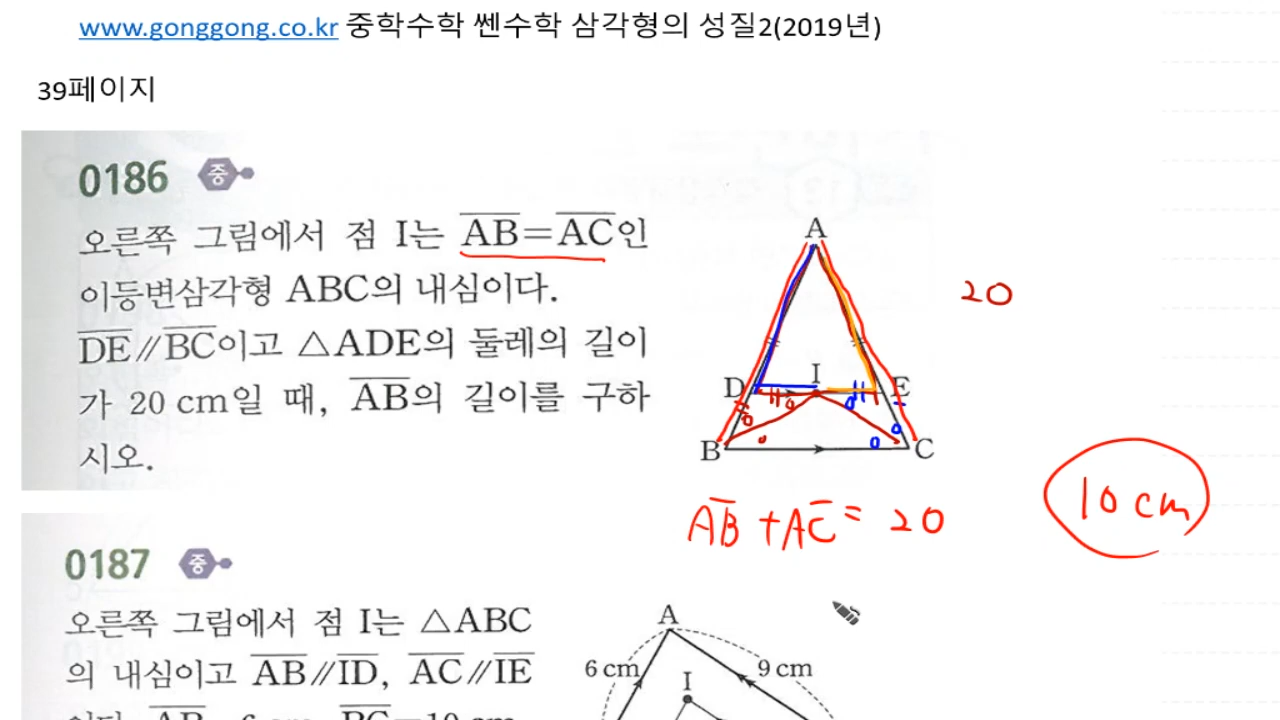 www.gonggong.co.kr 중학수학 쎈수학 삼각형의 성질2(2019년)
39페이지
0186 중
오른쪽 그림에서 점 I는 AB=AC인
이등변삼각형 ABC의 내심이다.
DE∥BC이고 △ADE의 둘레의 길이
가 20 cm일 때, AB의 길이를 구하
시오.
A
D
I
E
B
C
20
AB+AC=20
10 cm
0187 중
오른쪽 그림에서 점 I는 △ABC
의 내심이고 AB∥ID, AC∥IE
A
6 cm
9 cm
I